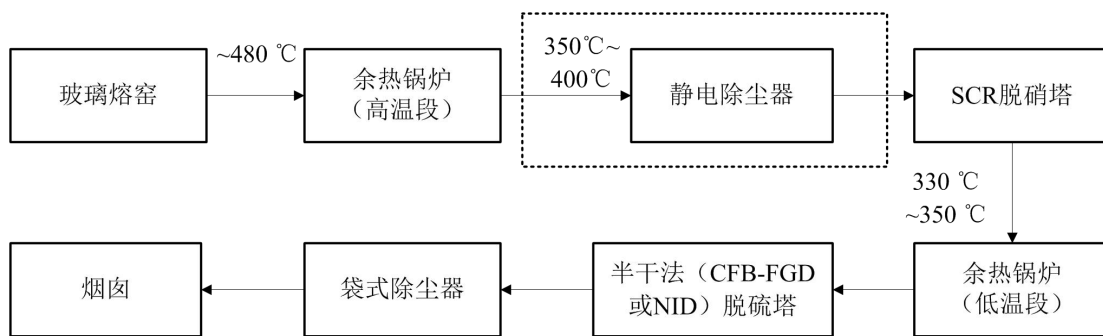 ~480 ℃
350℃~
400℃
玻璃熔窑
余热锅炉
（高温段）
静电除尘器
SCR脱硝塔
330 ℃
~350 ℃
烟囱
袋式除尘器
半干法（CFB-FGD
或NID）脱硫塔
余热锅炉
（低温段）